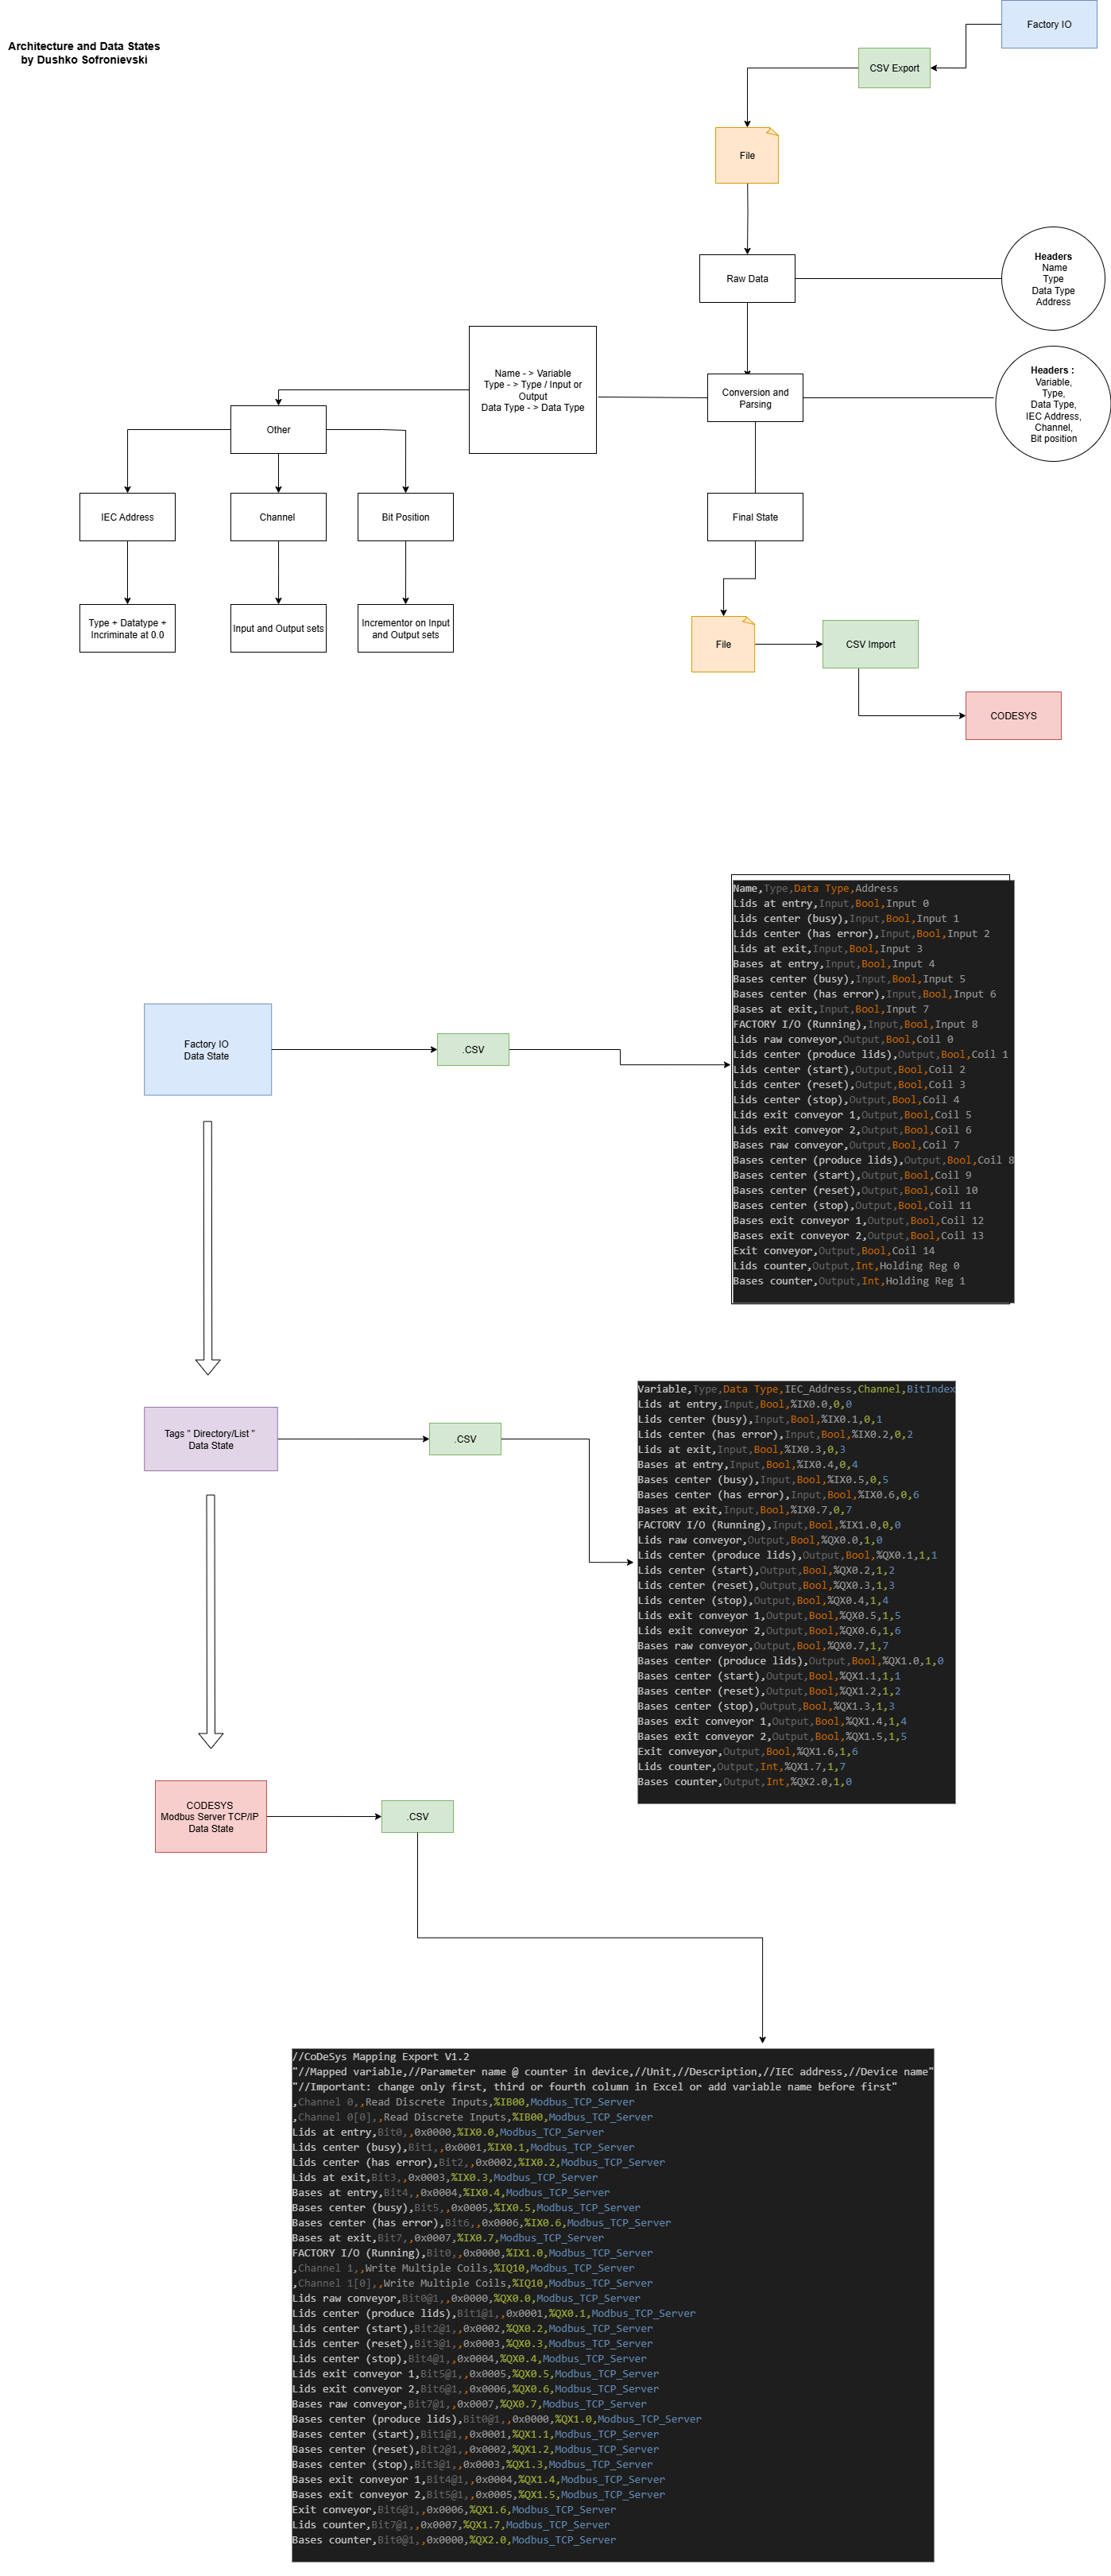 Architecture and Data States
by Dushko Sofronievski
Factory IO
CSV Export
File
Raw Data
Headers
Name
Type
Data Type
Address
Name - > Variable
Type - > Type / Input or
Output
Data Type - > Data Type
Conversion and
Parsing
Headers :
Variable,
Type,
Data Type,
IEC Address,
Channel,
Bit position
Other
IEC Address
Channel
Bit Position
Final State
Type + Datatype +
Incriminate at 0.0
Input and Output sets
Incrementor on Input
and Output sets
File
CSV Import
CODESYS
Name,Type,Data Type,Address
Lids at entry,Input,Bool,Input 0
Lids center (busy),Input,Bool,Input 1
Lids center (has error),Input,Bool,Input 2
Lids at exit,Input,Bool,Input 3
Bases at entry,Input,Bool,Input 4
Bases center (busy),Input,Bool,Input 5
Bases center (has error),Input,Bool,Input 6
Bases at exit,Input,Bool,Input 7
FACTORY I/O (Running),Input,Bool,Input 8
Lids raw conveyor,Output,Bool,Coil 0
Lids center (produce lids),Output,Bool,Coil 1
Lids center (start),Output,Bool,Coil 2
Lids center (reset),Output,Bool,Coil 3
Lids center (stop),Output,Bool,Coil 4
Lids exit conveyor 1,Output,Bool,Coil 5
Lids exit conveyor 2,Output,Bool,Coil 6
Bases raw conveyor,Output,Bool,Coil 7
Bases center (produce lids),Output,Bool,Coil 8
Bases center (start),Output,Bool,Coil 9
Bases center (reset),Output,Bool,Coil 10
Bases center (stop),Output,Bool,Coil 11
Bases exit conveyor 1,Output,Bool,Coil 12
Bases exit conveyor 2,Output,Bool,Coil 13
Exit conveyor,Output,Bool,Coil 14
Lids counter,Output,Int,Holding Reg 0
Bases counter,Output,Int,Holding Reg 1
Factory IO
Data State
.CSV
Tags " Directory/List "
Data State
.CSV
Variable,Type,Data Type,IEC_Address,Channel,BitIndex
Lids at entry,Input,Bool,%IX0.0,0,0
Lids center (busy),Input,Bool,%IX0.1,0,1
Lids center (has error),Input,Bool,%IX0.2,0,2
Lids at exit,Input,Bool,%IX0.3,0,3
Bases at entry,Input,Bool,%IX0.4,0,4
Bases center (busy),Input,Bool,%IX0.5,0,5
Bases center (has error),Input,Bool,%IX0.6,0,6
Bases at exit,Input,Bool,%IX0.7,0,7
FACTORY I/O (Running),Input,Bool,%IX1.0,0,0
Lids raw conveyor,Output,Bool,%QX0.0,1,0
Lids center (produce lids),Output,Bool,%QX0.1,1,1
Lids center (start),Output,Bool,%QX0.2,1,2
Lids center (reset),Output,Bool,%QX0.3,1,3
Lids center (stop),Output,Bool,%QX0.4,1,4
Lids exit conveyor 1,Output,Bool,%QX0.5,1,5
Lids exit conveyor 2,Output,Bool,%QX0.6,1,6
Bases raw conveyor,Output,Bool,%QX0.7,1,7
Bases center (produce lids),Output,Bool,%QX1.0,1,0
Bases center (start),Output,Bool,%QX1.1,1,1
Bases center (reset),Output,Bool,%QX1.2,1,2
Bases center (stop),Output,Bool,%QX1.3,1,3
Bases exit conveyor 1,Output,Bool,%QX1.4,1,4
Bases exit conveyor 2,Output,Bool,%QX1.5,1,5
Exit conveyor,Output,Bool,%QX1.6,1,6
Lids counter,Output,Int,%QX1.7,1,7
Bases counter,Output,Int,%QX2.0,1,0
CODESYS
Modbus Server TCP/IP
Data State
.CSV
//CoDeSys Mapping Export V1.2
"//Mapped variable,//Parameter name @ counter in device,//Unit,//Description,//IEC address,//Device name"
"//Important: change only first, third or fourth column in Excel or add variable name before first"
,Channel 0,,Read Discrete Inputs,%IB00,Modbus_TCP_Server
,Channel 0[0],,Read Discrete Inputs,%IB00,Modbus_TCP_Server
Lids at entry,Bit0,,0x0000,%IX0.0,Modbus_TCP_Server
Lids center (busy),Bit1,,0x0001,%IX0.1,Modbus_TCP_Server
Lids center (has error),Bit2,,0x0002,%IX0.2,Modbus_TCP_Server
Lids at exit,Bit3,,0x0003,%IX0.3,Modbus_TCP_Server
Bases at entry,Bit4,,0x0004,%IX0.4,Modbus_TCP_Server
Bases center (busy),Bit5,,0x0005,%IX0.5,Modbus_TCP_Server
Bases center (has error),Bit6,,0x0006,%IX0.6,Modbus_TCP_Server
Bases at exit,Bit7,,0x0007,%IX0.7,Modbus_TCP_Server
FACTORY I/O (Running),Bit0,,0x0000,%IX1.0,Modbus_TCP_Server
,Channel 1,,Write Multiple Coils,%IQ10,Modbus_TCP_Server
,Channel 1[0],,Write Multiple Coils,%IQ10,Modbus_TCP_Server
Lids raw conveyor,Bit0@1,,0x0000,%QX0.0,Modbus_TCP_Server
Lids center (produce lids),Bit1@1,,0x0001,%QX0.1,Modbus_TCP_Server
Lids center (start),Bit2@1,,0x0002,%QX0.2,Modbus_TCP_Server
Lids center (reset),Bit3@1,,0x0003,%QX0.3,Modbus_TCP_Server
Lids center (stop),Bit4@1,,0x0004,%QX0.4,Modbus_TCP_Server
Lids exit conveyor 1,Bit5@1,,0x0005,%QX0.5,Modbus_TCP_Server
Lids exit conveyor 2,Bit6@1,,0x0006,%QX0.6,Modbus_TCP_Server
Bases raw conveyor,Bit7@1,,0x0007,%QX0.7,Modbus_TCP_Server
Bases center (produce lids),Bit0@1,,0x0000,%QX1.0,Modbus_TCP_Server
Bases center (start),Bit1@1,,0x0001,%QX1.1,Modbus_TCP_Server
Bases center (reset),Bit2@1,,0x0002,%QX1.2,Modbus_TCP_Server
Bases center (stop),Bit3@1,,0x0003,%QX1.3,Modbus_TCP_Server
Bases exit conveyor 1,Bit4@1,,0x0004,%QX1.4,Modbus_TCP_Server
Bases exit conveyor 2,Bit5@1,,0x0005,%QX1.5,Modbus_TCP_Server
Exit conveyor,Bit6@1,,0x0006,%QX1.6,Modbus_TCP_Server
Lids counter,Bit7@1,,0x0007,%QX1.7,Modbus_TCP_Server
Bases counter,Bit0@1,,0x0000,%QX2.0,Modbus_TCP_Server